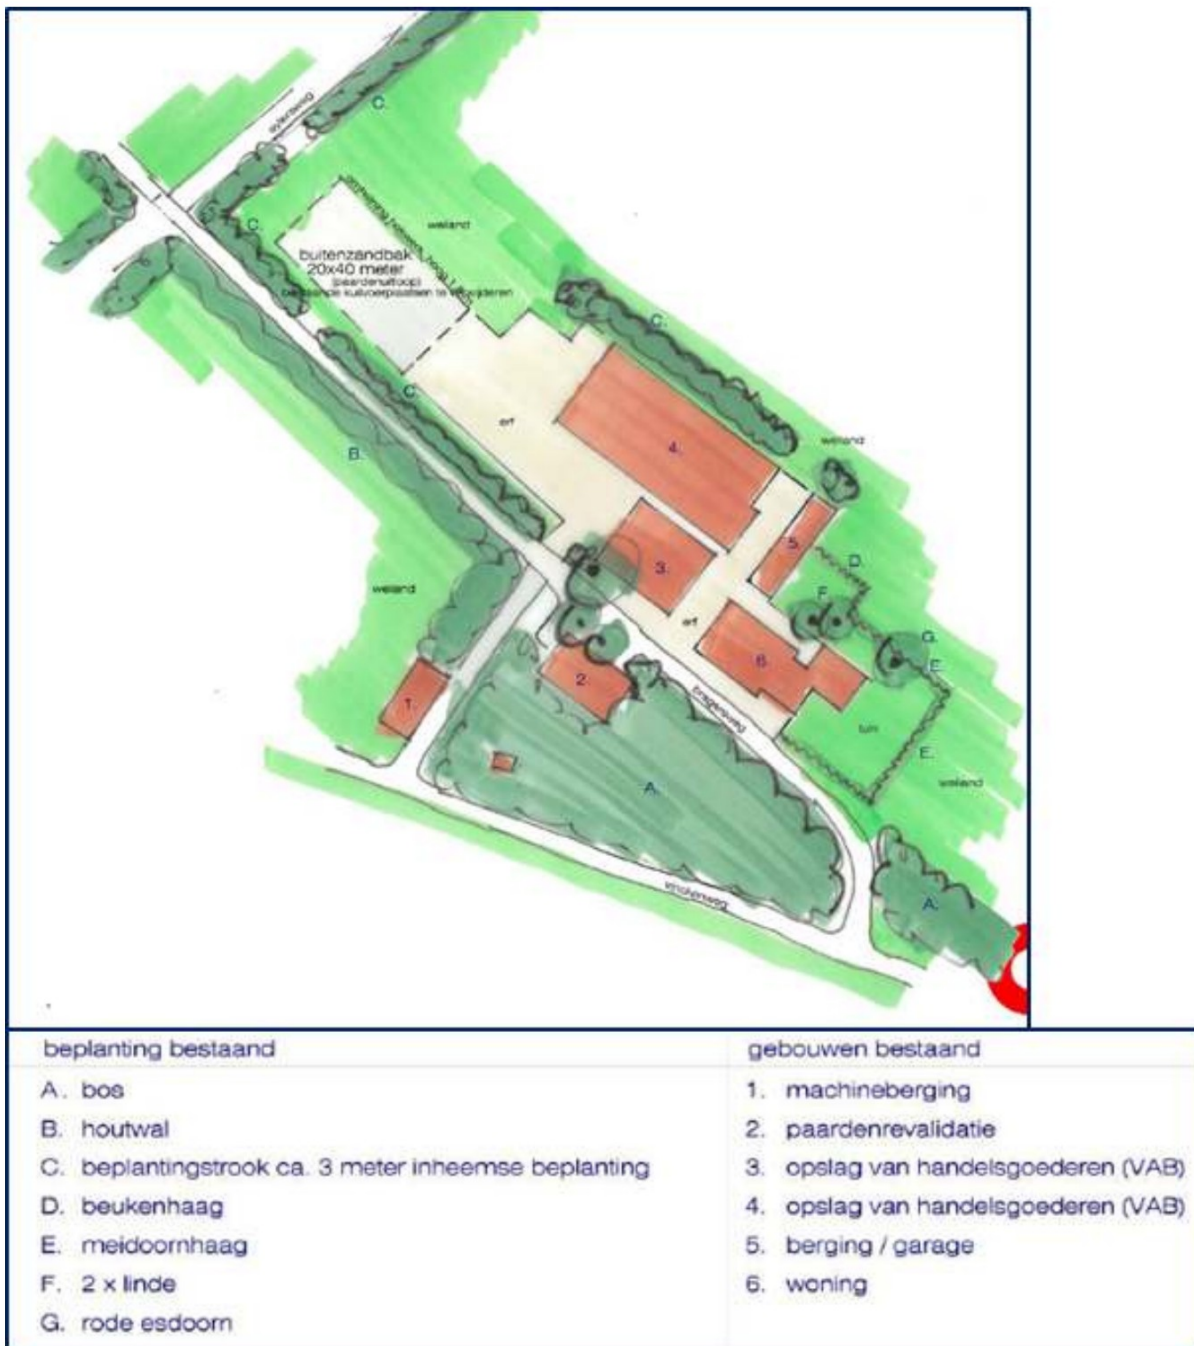 C.
C.
weiland
buitenzandbak
20x40 meter
(paardenuitloop)
C.
C
weiland
erf
4.
B.
5.
D.
3.
weiland
F.
erf
G.
E.
6.
2.
1.
tuin
E.
weiland
A.
A.
beplanting bestaand
A. bos
B. houtwal
C. beplantingstrook ca. 3 meter inheemse beplanting
D. beukenhaag
E. meidoornhaag
F. 2 x linde
G. rode esdoorn
gebouwen bestaand
1. machineberging
2. paardenrevalidatie
3. opslag van handelsgoederen (VAB)
4. opslag van handelsgoederen (VAB)
5. berging / garage
6. woning